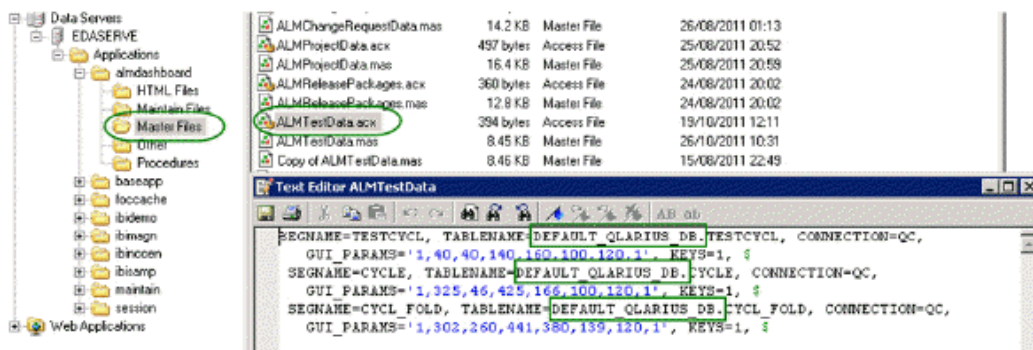 Data Servers
EDASERVE
Applications
almdashboard
HTML Files
Maintain Files
Master Files
Other
Procedures
baseapp
foccache
ibidemo
ibimagn
ibinccen
ibisamp
maintain
session
Web Applications
ALMChangeRequestData.mas 14.2 KB Master File 26/08/2011 01:13
ALMProjectData.acx 497 bytes Access File 25/08/2011 20:52
ALMProjectData.mas 16.4 KB Master File 25/08/2011 20:59
ALMReleasePackages.acx 360 bytes Access File 24/08/2011 20:02
ALMReleasePackages.mas 12.8 KB Master File 24/08/2011 20:02
ALMTestData.acx 394 bytes Access File 19/10/2011 12:11
ALMTestData.mas 8.45 KB Master File 26/10/2011 10:31
Copy of ALMTestData.mas 8.46 KB Master File 15/08/2011 22:49
Text Editor ALMTestData
AB ab
SEGNAME=TESTCYCL, TABLENAME=DEFAULT_QLARIUS_DB.TESTCYCL, CONNECTION=QC,
GUI_PARAMS='1,40,40,140,160,100,120,1', KEYS=1, $
SEGNAME=CYCLE, TABLENAME=DEFAULT_QLARIUS_DB.CYCLE, CONNECTION=QC,
GUI_PARAMS='1,325,46,425,166,100,120,1', KEYS=1, $
SEGNAME=CYCL_FOLD, TABLENAME=DEFAULT_QLARIUS_DB.CYCL_FOLD, CONNECTION=QC,
GUI_PARAMS='1,302,260,441,380,139,120,1', KEYS=1, $